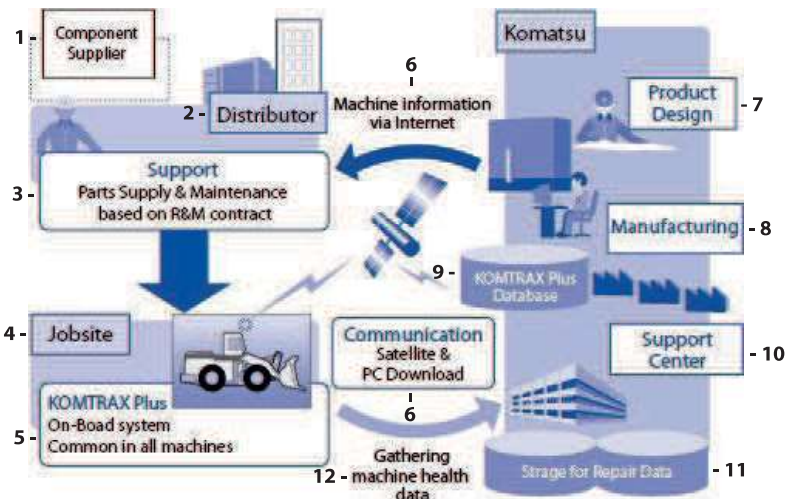 1 -
Component
Supplier
2 -
Distributor
6
Machine information
via Internet
Komatsu
Product
Design
- 7
3 -
Support
Parts Supply & Maintenance
based on R&M contract
Manufacturing
- 8
9 -
KOMTRAX Plus
Database
4 -
Jobsite
Communication
Satellite &
PC Download
6
Support
Center
- 10
5 -
KOMTRAX Plus
On-Boad system
Common in all machines
12 -
Gathering
machine health
data
Strage for Repair Data
- 11